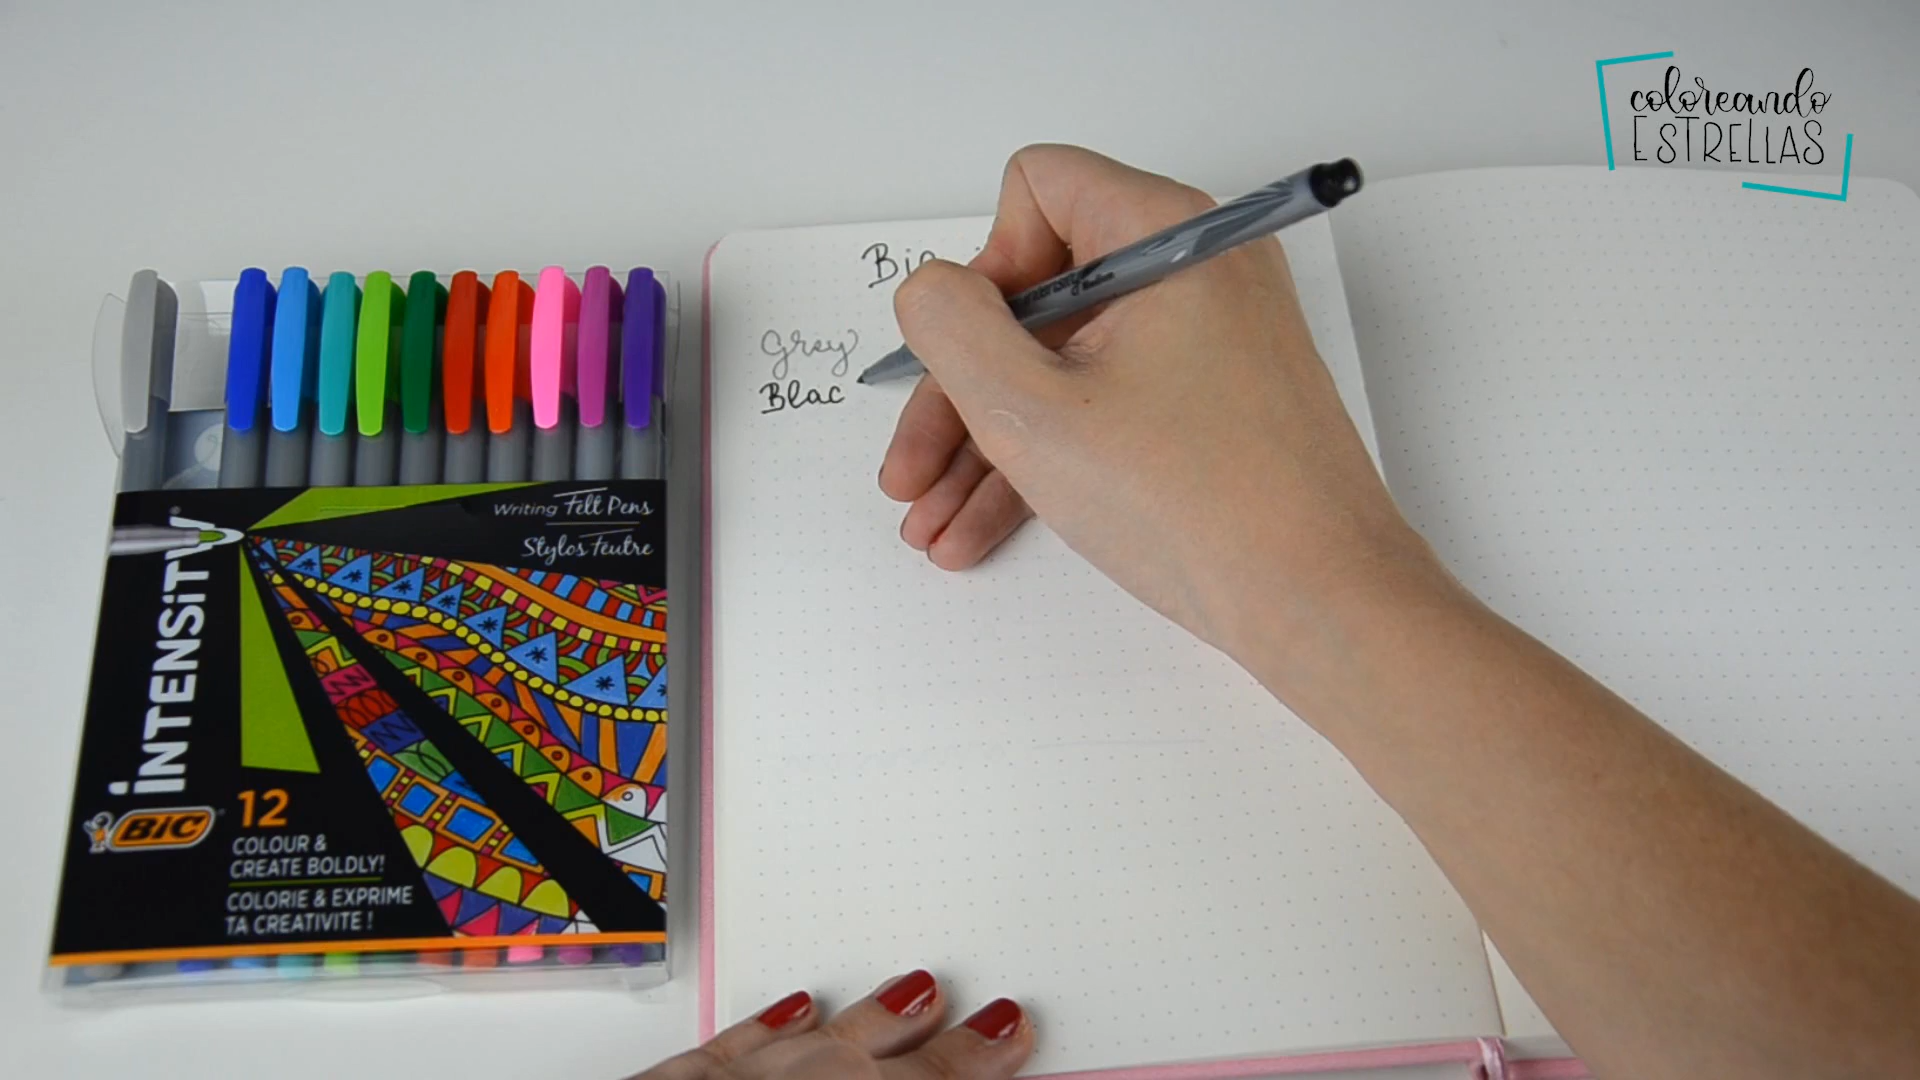 coloreando
ESTRELLAS
Grey
Blac
Writing Felt Pens
Stylos Feutre
INTENSITY
BIC
12
COLOUR &
CREATE BOLDLY!
COLORIE & EXPRIME
TA CREATIVITE !